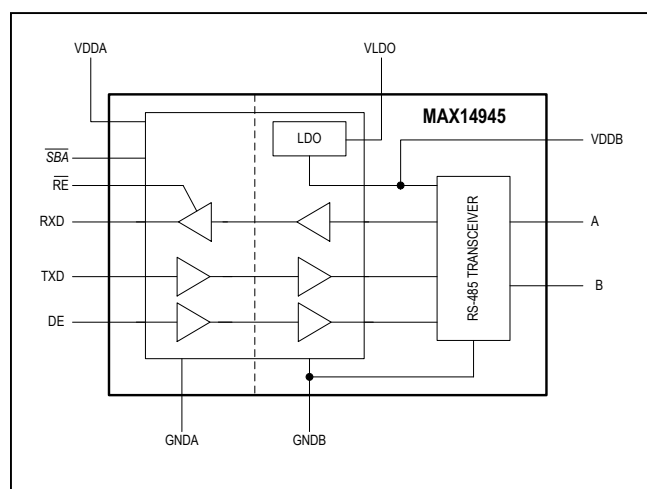 VDDA
VLDO
MAX14945
LDO
VDDB
SBA
RE
RXD
A
TXD
B
DE
RS-485 TRANSCEIVER
GNDA
GNDB